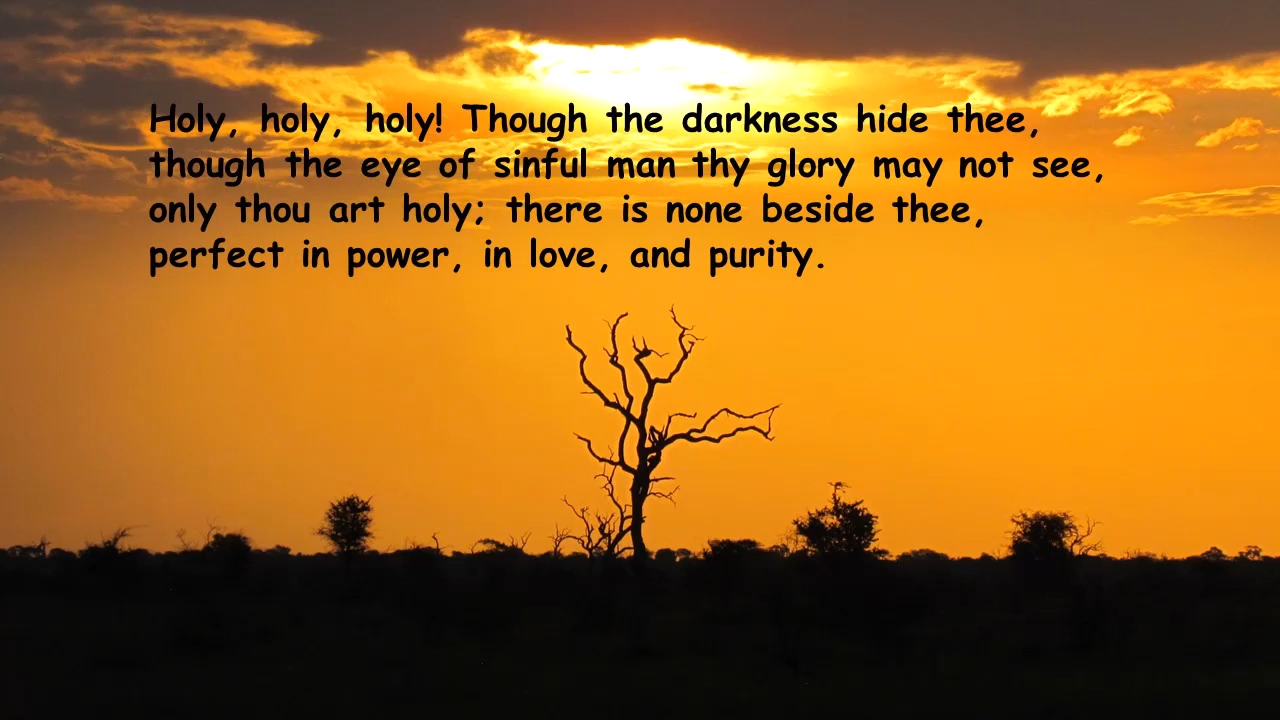 Holy, holy, holy! Though the darkness hide thee,
though the eye of sinful man thy glory may not see,
only thou art holy; there is none beside thee,
perfect in power, in love, and purity.